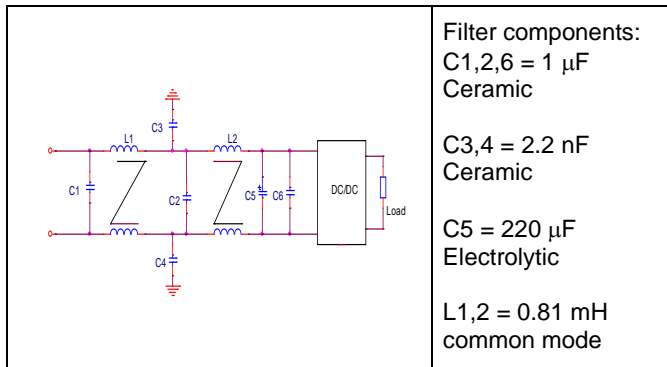 C3
L1
L2
C1
C2
C5
+
C6
DC/DC
Load
C4
Filter components:
C1,2,6 = 1 μF
Ceramic
C3,4 = 2.2 nF
Ceramic
C5 = 220 μF
Electrolytic
L1,2 = 0.81 mH
common mode